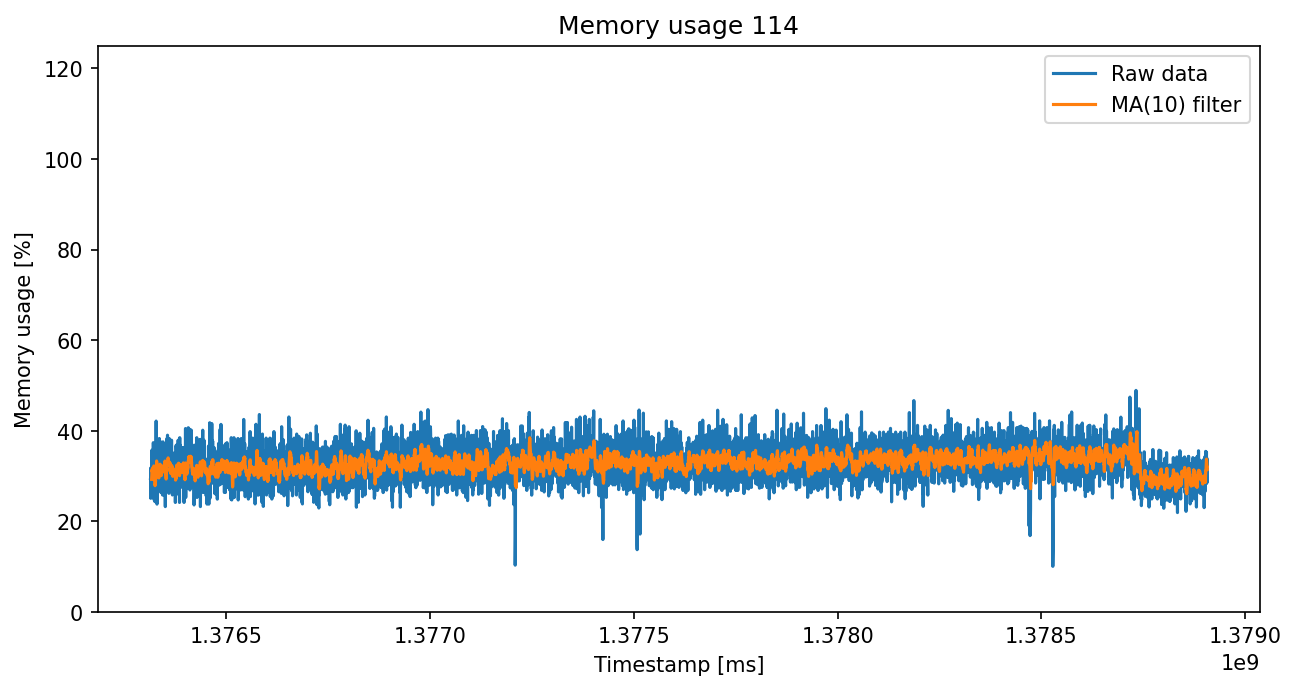 Memory usage 114
Raw data
MA(10) filter
Memory usage [%]
120
100
80
60
40
20
0
1.3765 1.3770 1.3775 1.3780 1.3785 1.3790
1e9
Timestamp [ms]